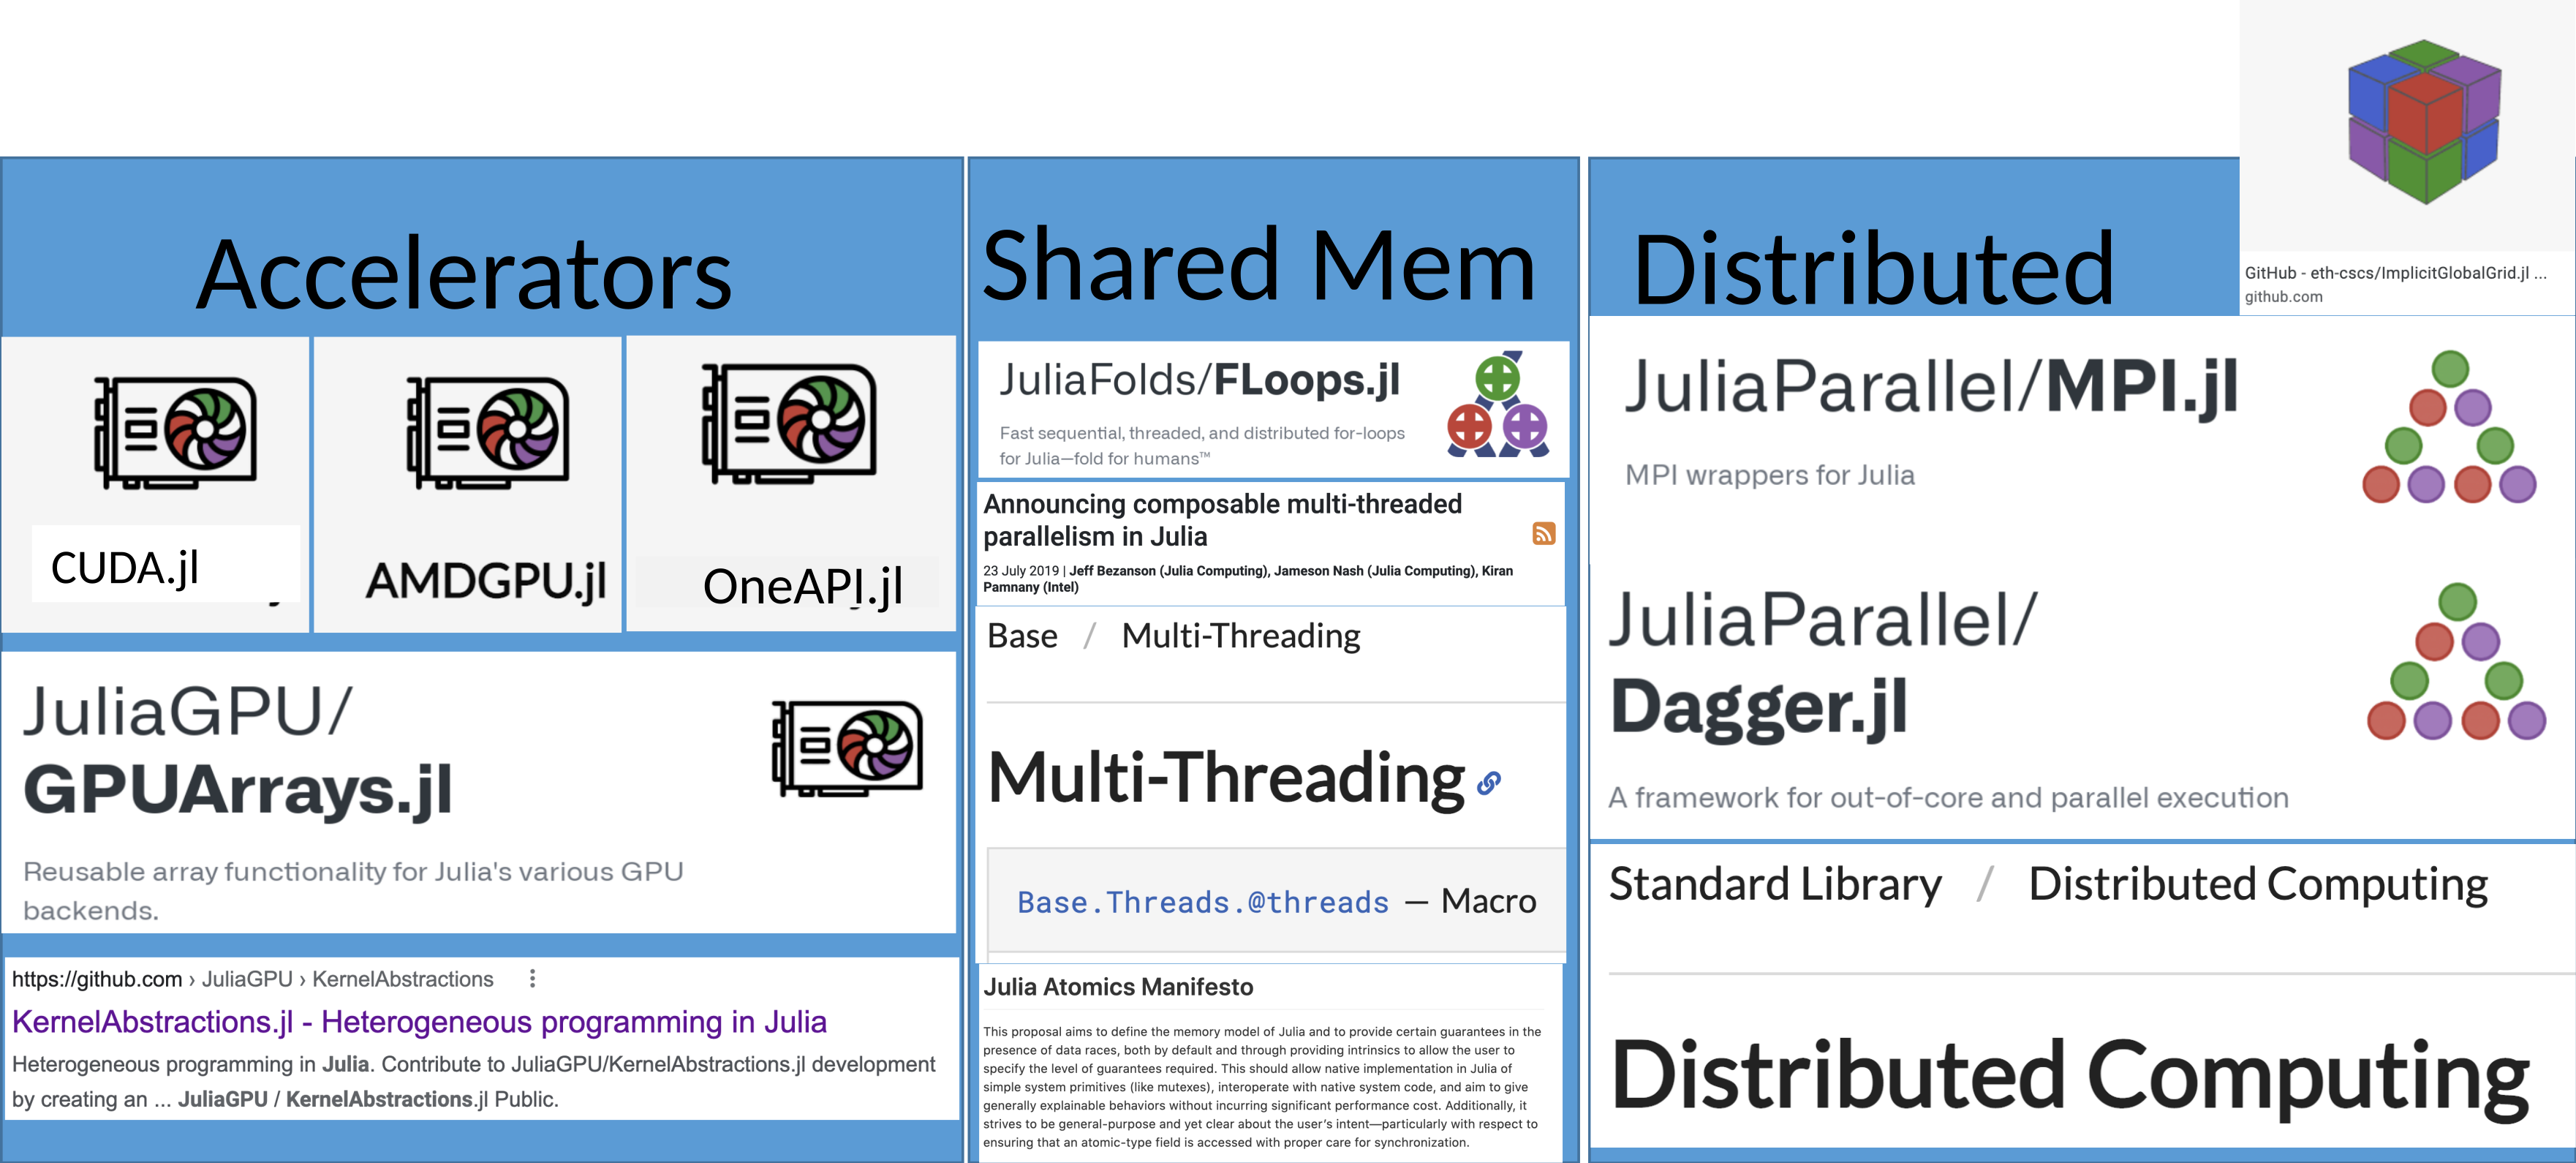 Accelerators
CUDA.jl
AMDGPU.jl
OneAPI.jl
JuliaGPU/
GPUArrays.jl
Reusable array functionality for Julia's various GPU
backends.
https://github.com › JuliaGPU › KernelAbstractions
KernelAbstractions.jl - Heterogeneous programming in Julia
Heterogeneous programming in Julia. Contribute to JuliaGPU/KernelAbstractions.jl development
by creating an ... JuliaGPU / KernelAbstractions.jl Public.
Shared Mem
JuliaFolds/FLoops.jl
Fast sequential, threaded, and distributed for-loops
for Julia—fold for humans™
Announcing composable multi-threaded
parallelism in Julia
23 July 2019 | Jeff Bezanson (Julia Computing), Jameson Nash (Julia Computing), Kiran
Pamnany (Intel)
Base / Multi-Threading
Multi-Threading
Base.Threads.@threads — Macro
Julia Atomics Manifesto
This proposal aims to define the memory model of Julia and to provide certain guarantees in the
presence of data races, both by default and through providing intrinsics to allow the user to
specify the level of guarantees required. This should allow native implementation in Julia of
simple system primitives (like mutexes), interoperate with native system code, and aim to give
generally explainable behaviors without incurring significant performance cost. Additionally, it
strives to be general-purpose and yet clear about the user's intent—particularly with respect to
ensuring that an atomic-type field is accessed with proper care for synchronization.
Distributed
GitHub - eth-cscs/ImplicitGlobalGrid.jl ...
github.com
JuliaParallel/MPI.jl
MPI wrappers for Julia
JuliaParallel/
Dagger.jl
A framework for out-of-core and parallel execution
Standard Library / Distributed Computing
Distributed Computing